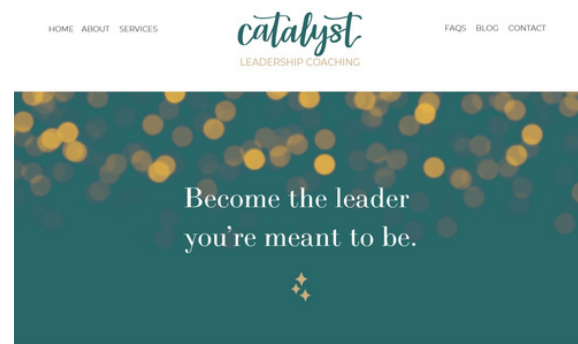 HOME ABOUT SERVICES
catalyst
LEADERSHIP COACHING
FAQS BLOG CONTACT
Become the leader
you're meant to be.